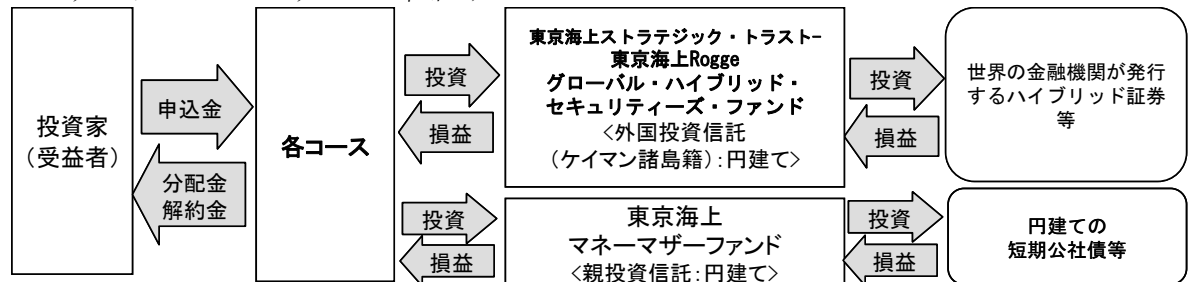 投資家
（受益者）
申込金
分配金
解約金
各コース
投資
損益
東京海上ストラテジック・トラスト-
東京海上Rogge
グローバル・ハイブリッド・
セキュリティーズ・ファンド
<外国投資信託
（ケイマン諸島籍）：円建て>
投資
損益
世界の金融機関が発行
するハイブリッド証券
等
投資
損益
東京海上
マネーマザーファンド
<親投資信託：円建て>
投資
損益
円建ての
短期公社債等